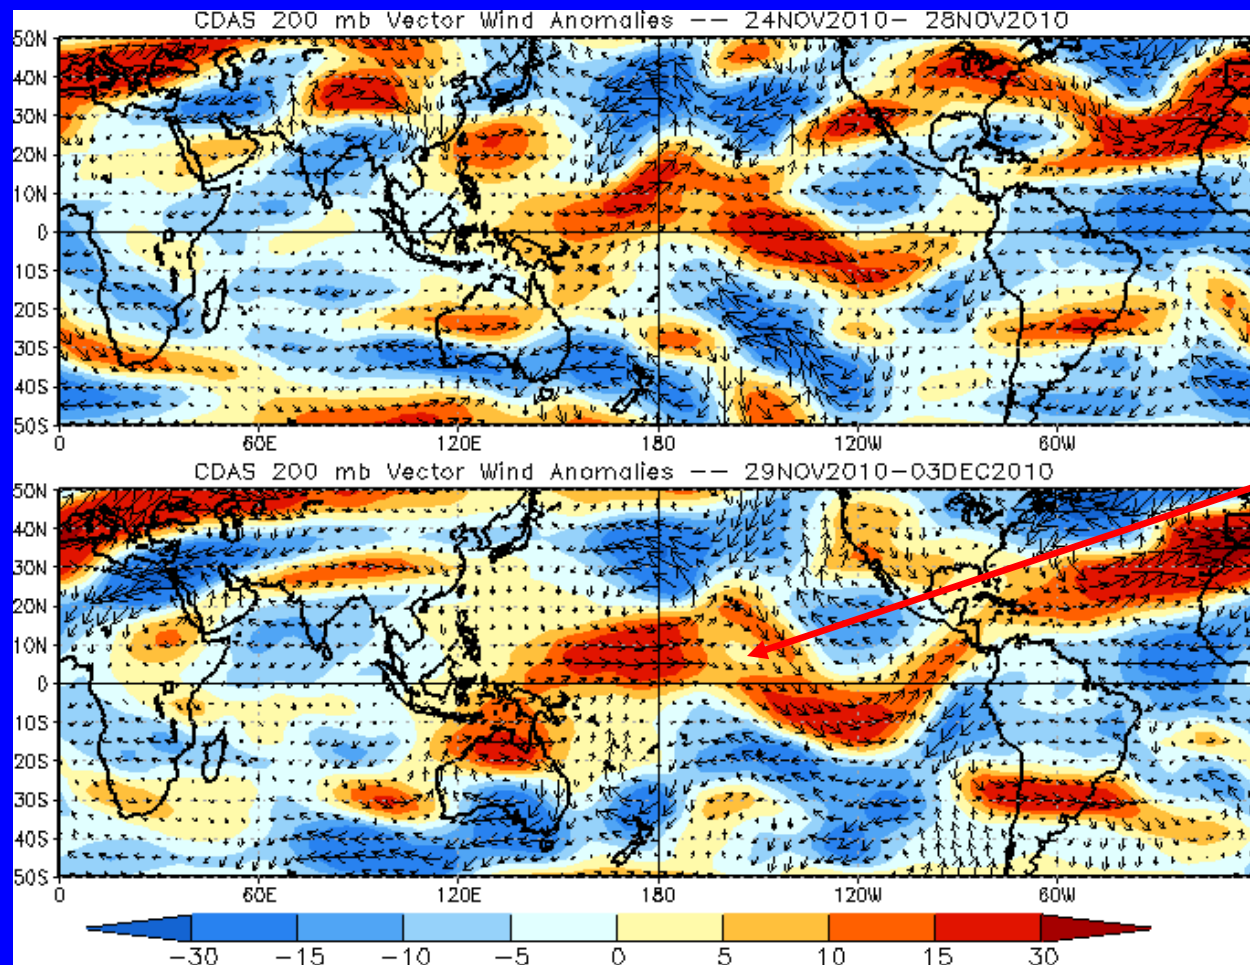 CDAS 200 mb Vector Wind Anomalies -- 24NOV2010- 28NOV2010
50N
40N
30N
20N
10N
0
10S
20S
30S
40S
50S
0 60E 120E 180 120W 60W
CDAS 200 mb Vector Wind Anomalies -- 29NOV2010-03DEC2010
50N
40N
30N
20N
10N
0
10S
20S
30S
40S
50S
0 60E 120E 180 120W 60W
-30 -15 -10 -5 0 5 10 15 30